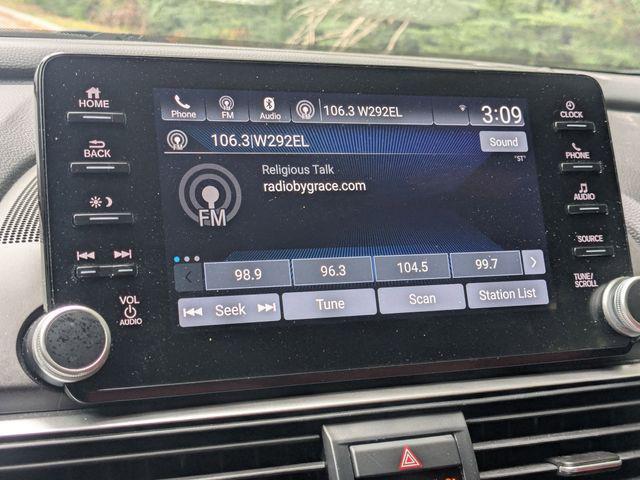 HOME
BACK
VOL
AUDIO
Phone FM Audio 106.3 W292EL 3:09
106.3|W292EL Sound
"ST"
Religious Talk
radiobygrace.com
FM
98.9 96.3 104.5 99.7
Seek Tune Scan Station List
CLOCK
PHONE
AUDIO
SOURCE
TUNE/
SCROLL